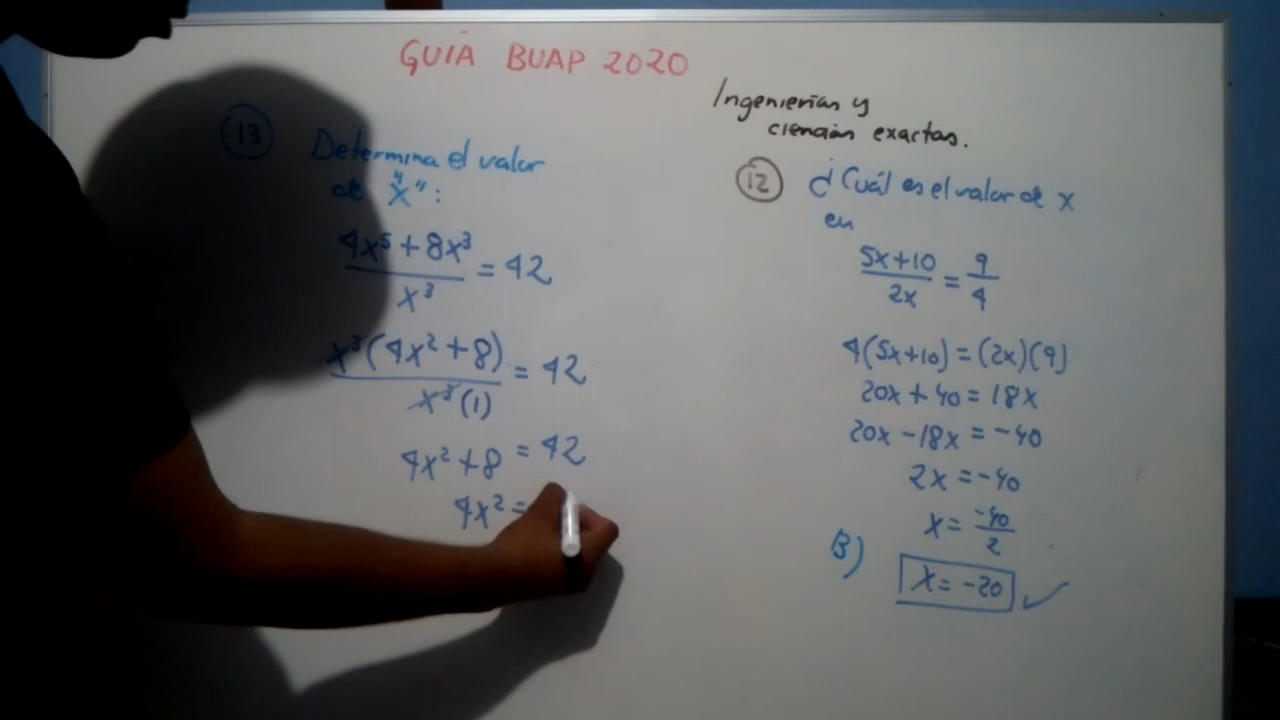 GUIA BUAP 2020
Ingenierías y
ciencias exactas.
13 Determina el valor
de "X":
4x⁵ + 8x³ / x³ = 42
x³(4x² + 8) / x³(1) = 42
4x² + 8 = 42
4x² =
12 ¿Cuál es el valor de x
en
5x+10 / 2x = 9 / 4
4(5x+10) = (2x)(9)
20x + 40 = 18x
20x - 18x = -40
2x = -40
x = -40 / 2
B) X = -20 ✓